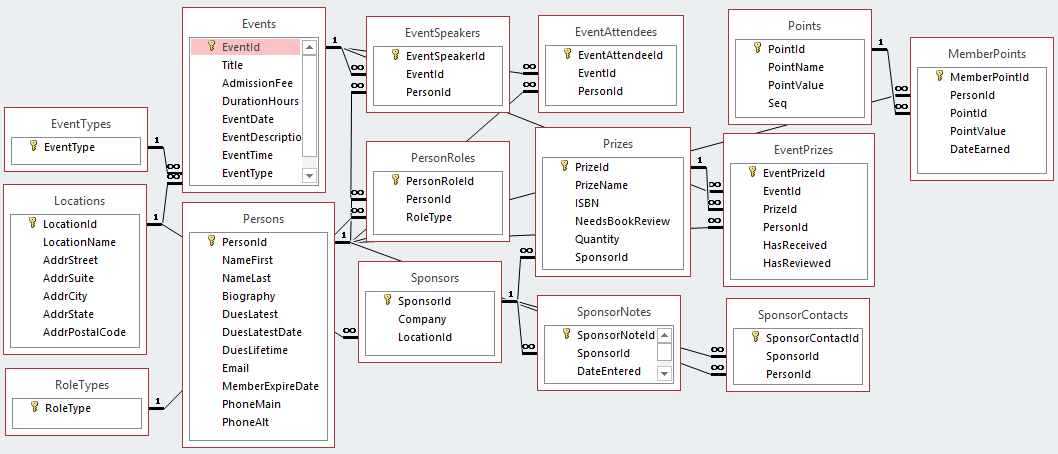 Events
EventId
Title
AdmissionFee
DurationHours
EventDate
EventDescriptio
EventTime
EventType
EventSpeakers
EventSpeakerId
EventId
PersonId
EventAttendees
EventAttendeeId
EventId
PersonId
Points
PointId
PointName
PointValue
Seq
MemberPoints
MemberPointId
PersonId
PointId
PointValue
DateEarned
EventTypes
EventType
PersonRoles
PersonRoleId
PersonId
RoleType
Prizes
PrizeId
PrizeName
ISBN
NeedsBookReview
Quantity
SponsorId
EventPrizes
EventPrizeId
EventId
PrizeId
PersonId
HasReceived
HasReviewed
Locations
LocationId
LocationName
AddrStreet
AddrSuite
AddrCity
AddrState
AddrPostalCode
Persons
PersonId
NameFirst
NameLast
Biography
DuesLatest
DuesLatestDate
DuesLifetime
Email
MemberExpireDate
PhoneMain
PhoneAlt
Sponsors
SponsorId
Company
LocationId
SponsorNotes
SponsorNoteId
SponsorId
DateEntered
SponsorContacts
SponsorContactId
SponsorId
PersonId
RoleTypes
RoleType
1
∞
∞
∞
∞
1
∞
∞
1
∞
∞
1
∞
∞
1
∞
∞
∞
1
1
∞
1
∞
∞
∞
∞
1